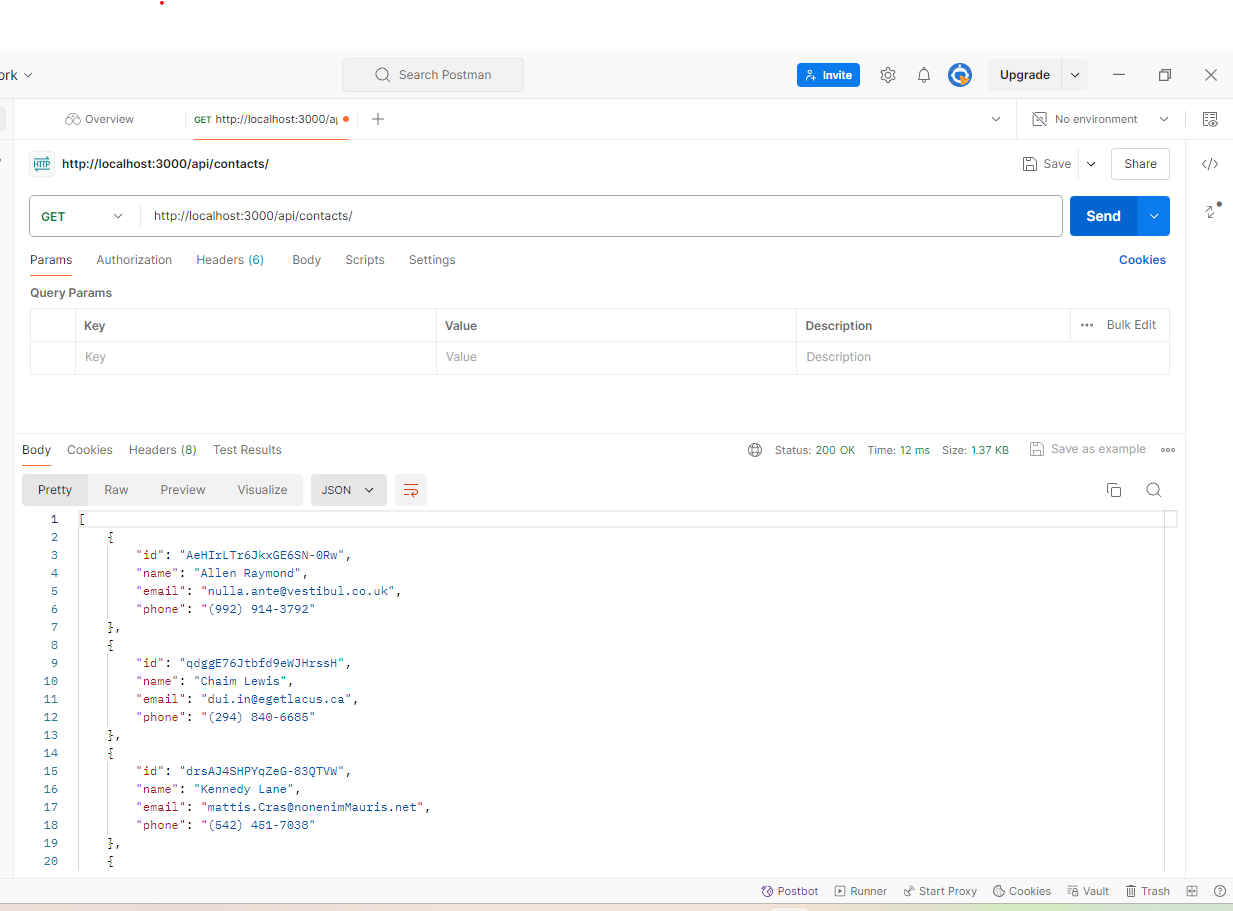 ork
Search Postman
Invite
Upgrade
Overview
GET http://localhost:3000/ap
No environment
HTTP http://localhost:3000/api/contacts/
Save
Share
GET
http://localhost:3000/api/contacts/
Send
Params Authorization Headers (6) Body Scripts Settings
Cookies
Query Params
Key Value Description ••• Bulk Edit
Key Value Description
Body Cookies Headers (8) Test Results
Status: 200 OK Time: 12 ms Size: 1.37 KB Save as example
Pretty Raw Preview Visualize JSON
1 [
2 {
3 "id": "AeHIrLTr6JkxGE6SN-0Rw",
4 "name": "Allen Raymond",
5 "email": "nulla.ante@vestibul.co.uk",
6 "phone": "(992) 914-3792"
7 },
8 {
9 "id": "qdggE76Jtbfd9eWJHrssH",
10 "name": "Chaim Lewis",
11 "email": "dui.in@egetlacus.ca",
12 "phone": "(294) 840-6685"
13 },
14 {
15 "id": "drsAJ4SHPYqZeG-83QTVW",
16 "name": "Kennedy Lane",
17 "email": "mattis.Cras@nonenimMauris.net",
18 "phone": "(542) 451-7038"
19 },
20 {
Postbot Runner Start Proxy Cookies Vault Trash